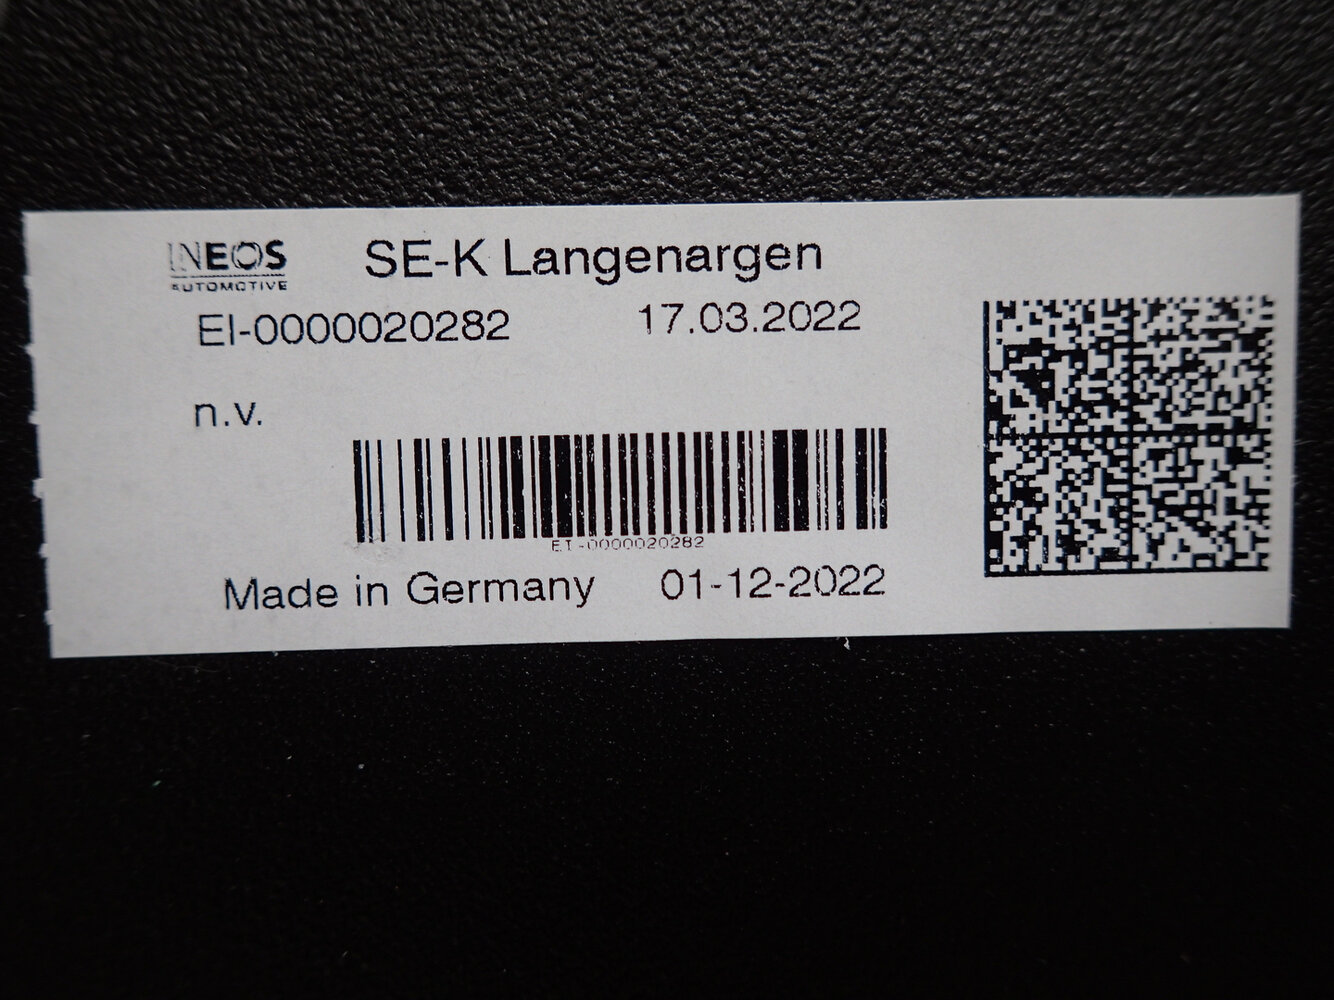 INEOS
AUTOMOTIVE
SE-K Langenargen
EI-0000020282 17.03.2022
n.v.
EI-0000020282
Made in Germany 01-12-2022